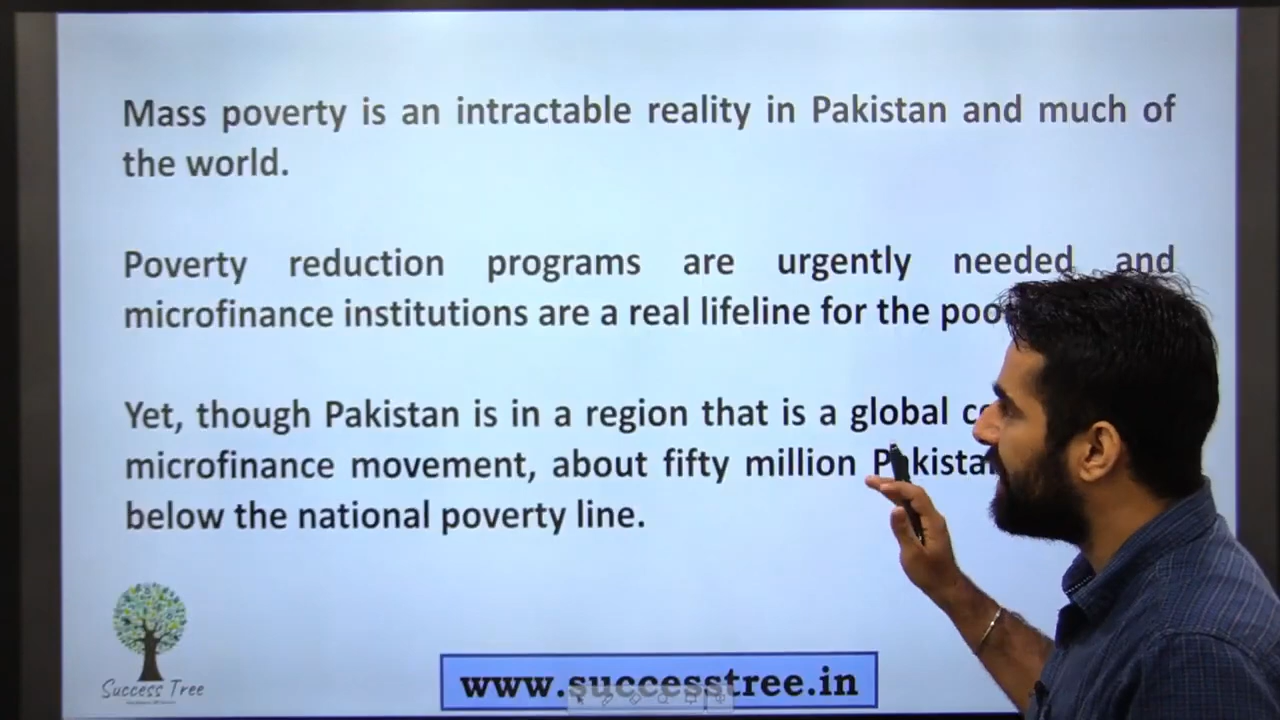 Mass poverty is an intractable reality in Pakistan and much of
the world.
Poverty reduction programs are urgently needed and
microfinance institutions are a real lifeline for the
Yet, though Pakistan is in a region that is a global
microfinance movement, about fifty million
below the national poverty line.
Success Tree
www.successtree.in